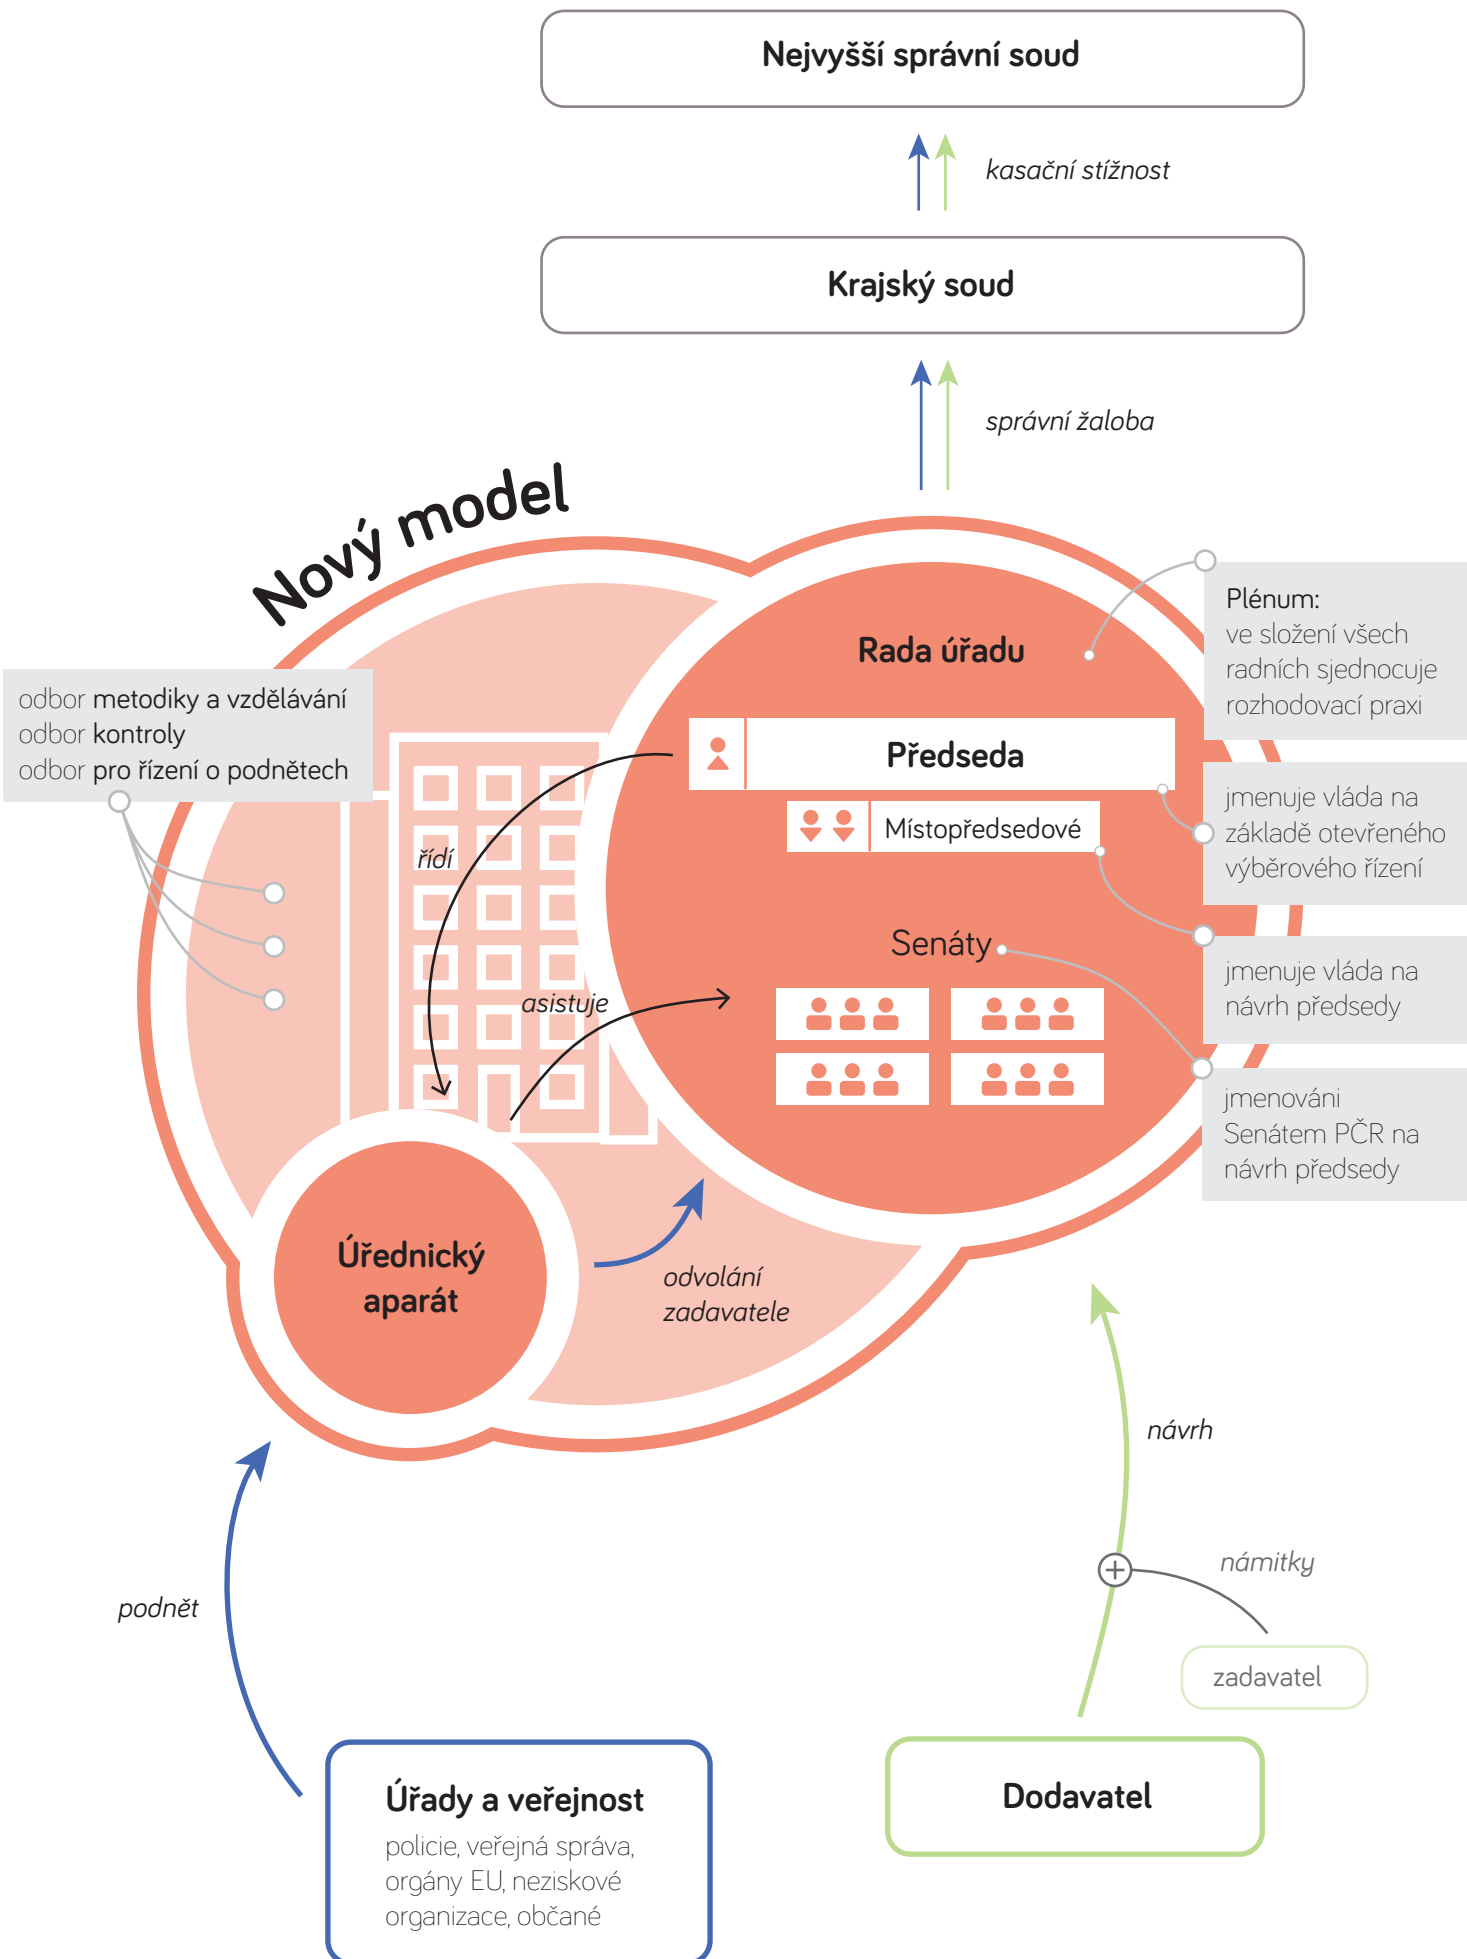 Nejvyšší správní soud
kasační stížnost
Krajský soud
správní žaloba
Nový model
Plénum:
ve složení všech
radních sjednocuje
rozhodovací praxi
Rada úřadu
odbor metodiky a vzdělávání
odbor kontroly
odbor pro řízení o podnětech
Předseda
jmenuje vláda na
základě otevřeného
výběrového řízení
Místopředsedové
řídí
Senáty
jmenuje vláda na
návrh předsedy
asistuje
jmenováni
Senátem PČR na
návrh předsedy
Úřednický
aparát
odvolání
zadavatele
návrh
námitky
podnět
zadavatel
Úřady a veřejnost
policie, veřejná správa,
orgány EU, neziskové
organizace, občané
Dodavatel